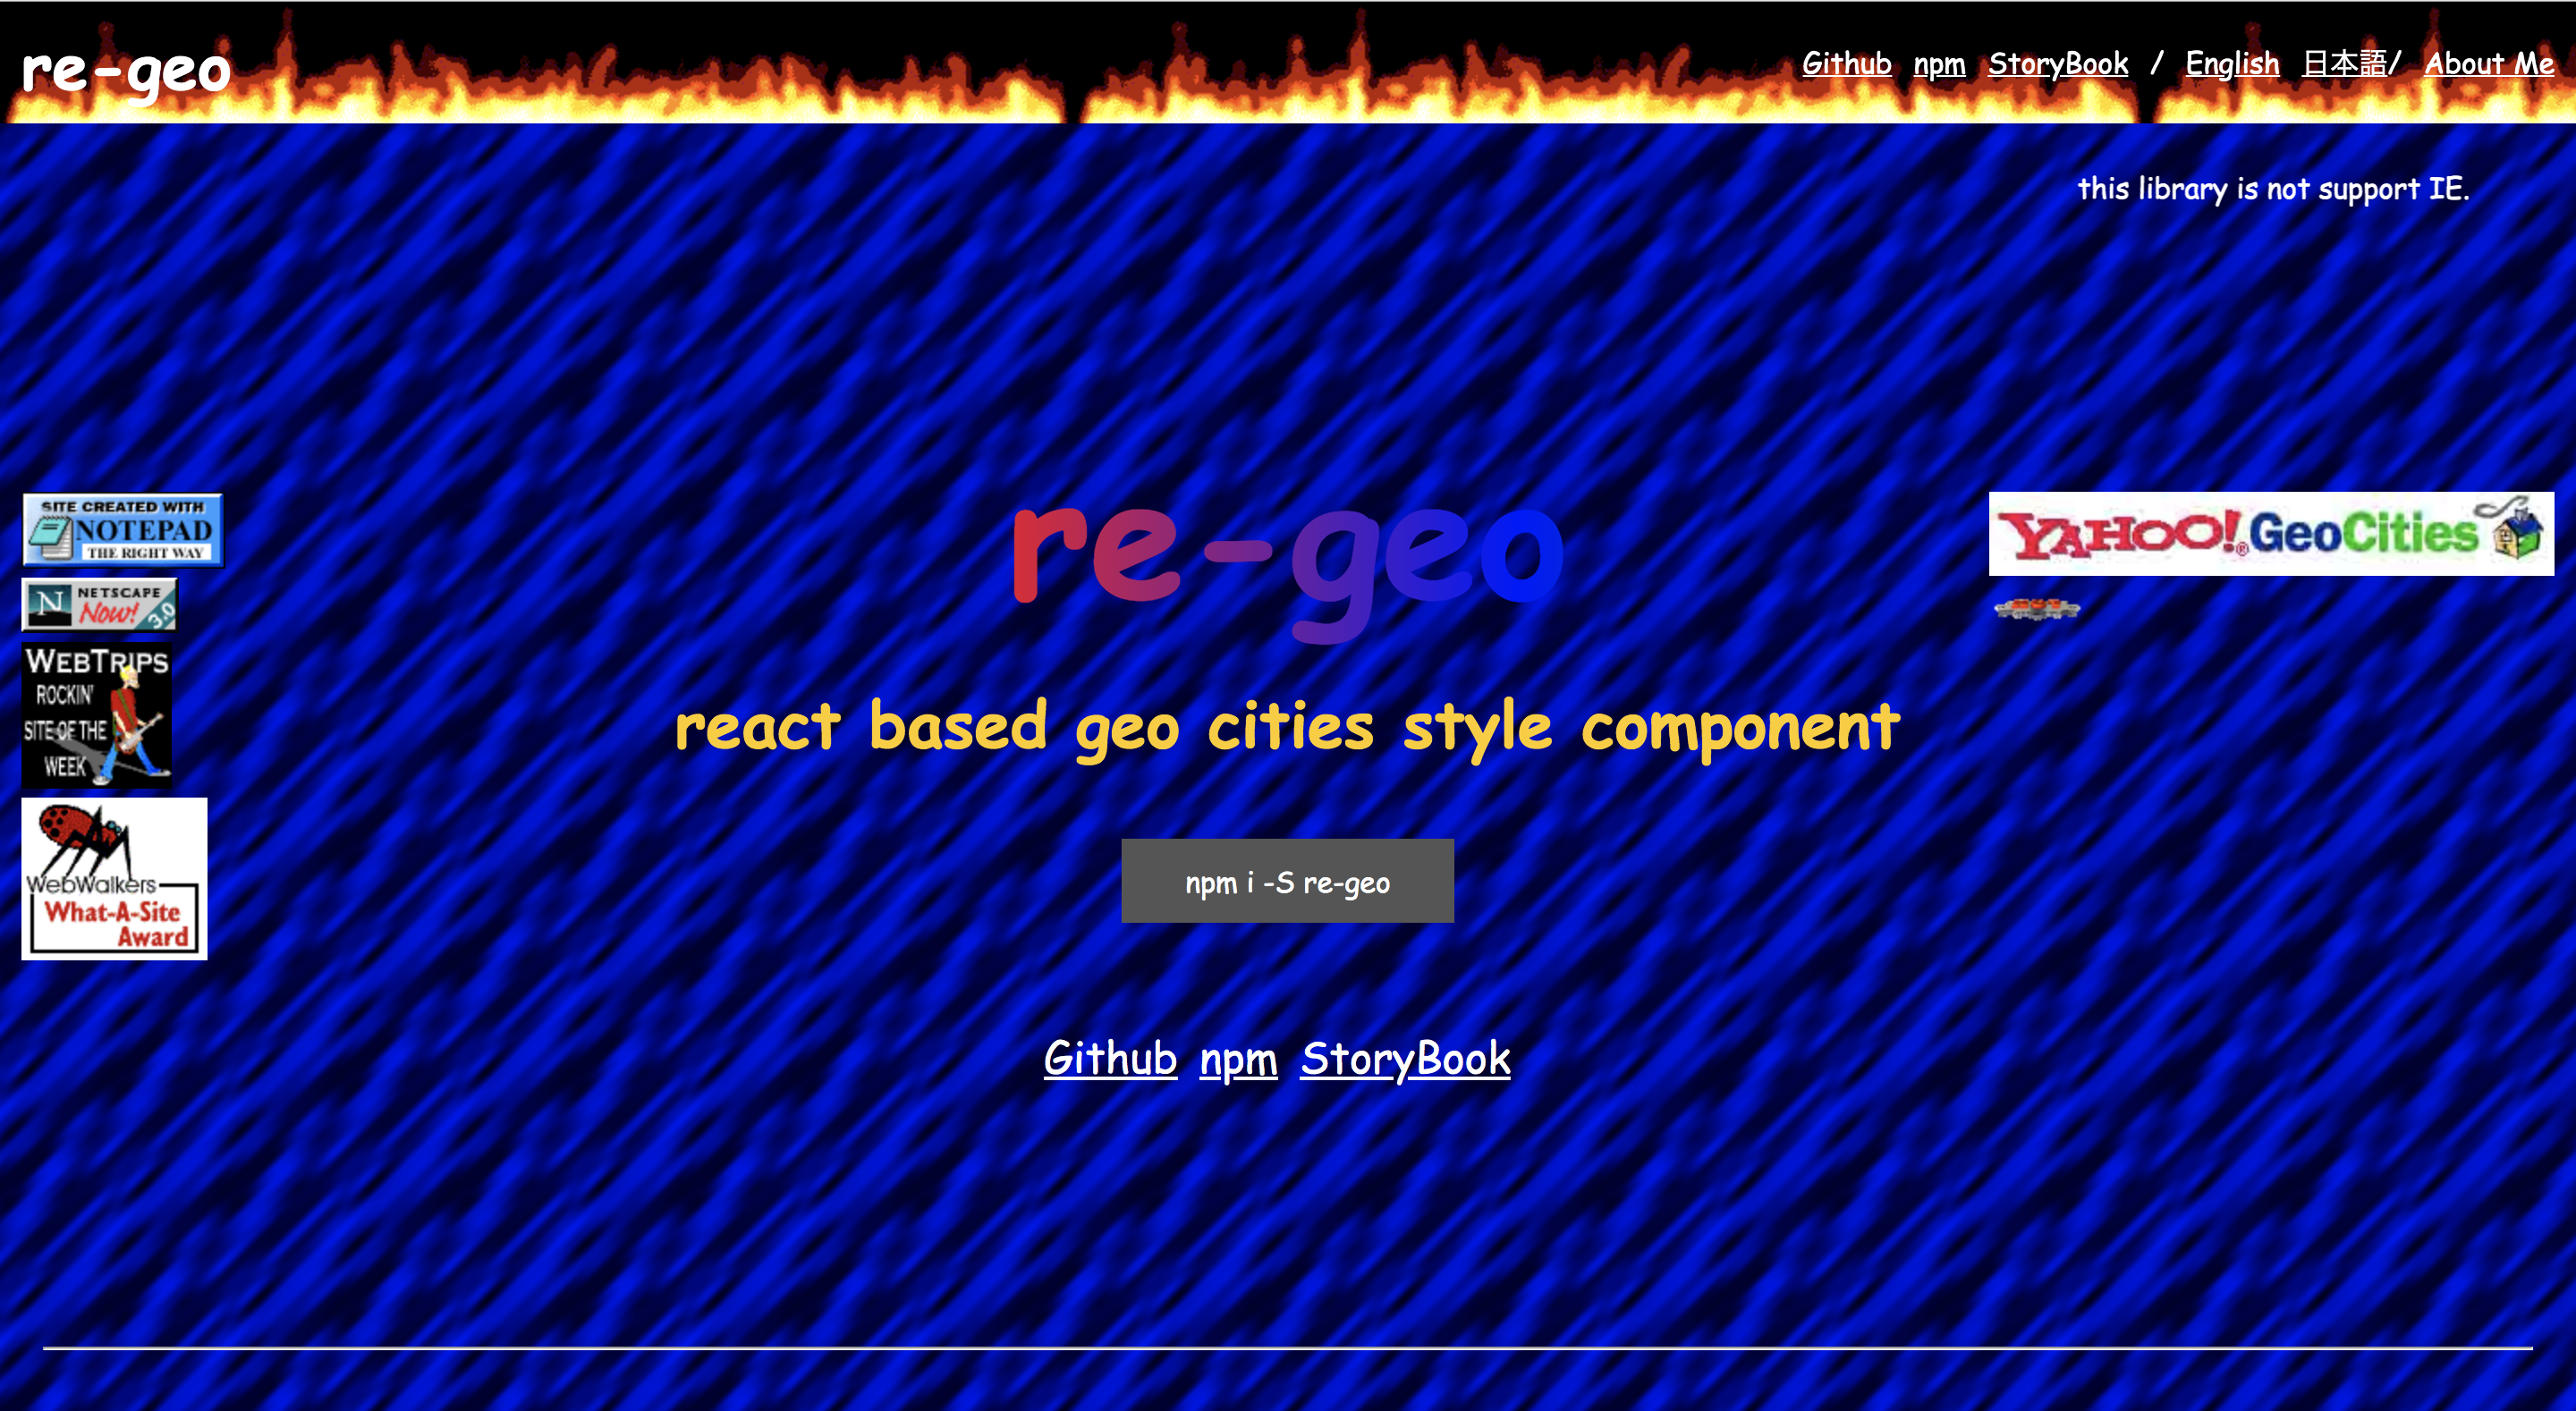 re-geo
Github npm StoryBook / English 日本語/ About Me
this library is not support IE.
SITE CREATED WITH
NOTEPAD
THE RIGHT WAY
N NETSCAPE
Now! 3.0
WEBTRIPS
ROCKIN'
SITE OF THE
WEEK
WebWalkers
What-A-Site
Award
re-geo
react based geo cities style component
npm i -S re-geo
Github npm StoryBook
YAHOO!® GeoCities